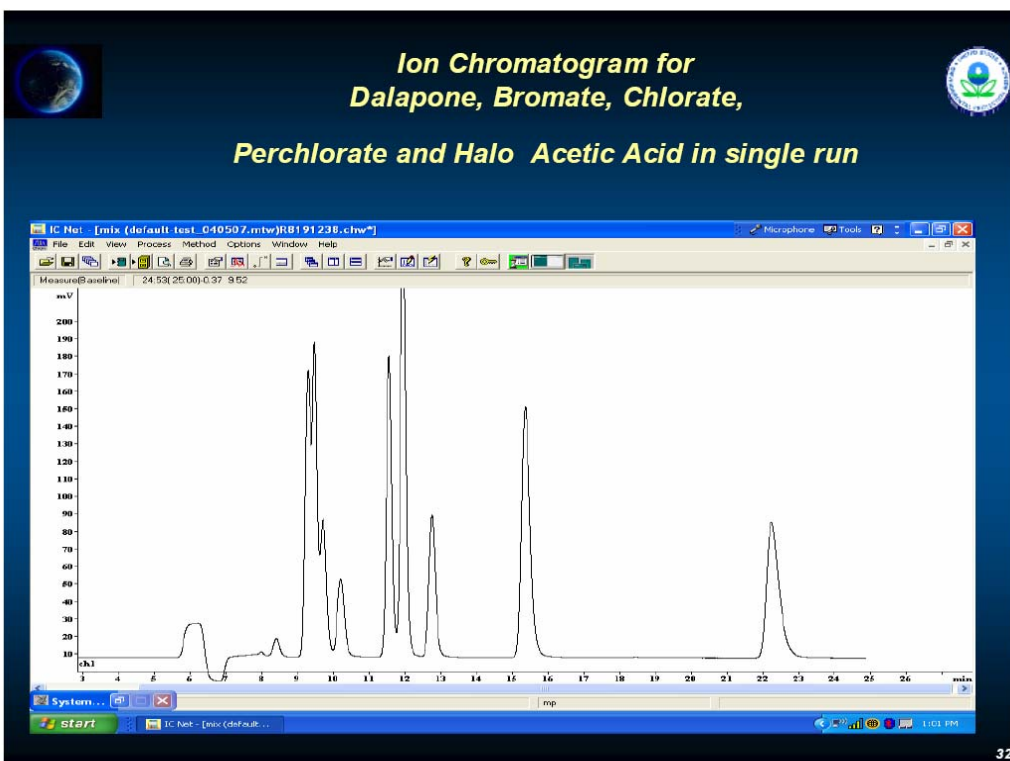 Ion Chromatogram for
Dalapone, Bromate, Chlorate,
Perchlorate and Halo Acetic Acid in single run
IC Net - [mix (default-test_040507.mtw)R8191238.chw*]
Microphone Tools
File Edit View Process Method Options Window Help
Measure(Baseline) 24:53( 25:00)-0.37 9.52
mV
200
190
180
170
160
150
140
130
120
110
100
90
80
70
60
50
40
30
20
10
ch1
3 4 5 6 7 8 9 10 11 12 13 14 15 16 17 18 19 20 21 22 23 24 25 26 min
System...
mp
start
IC Net - [mix (default...
1:01 PM
32